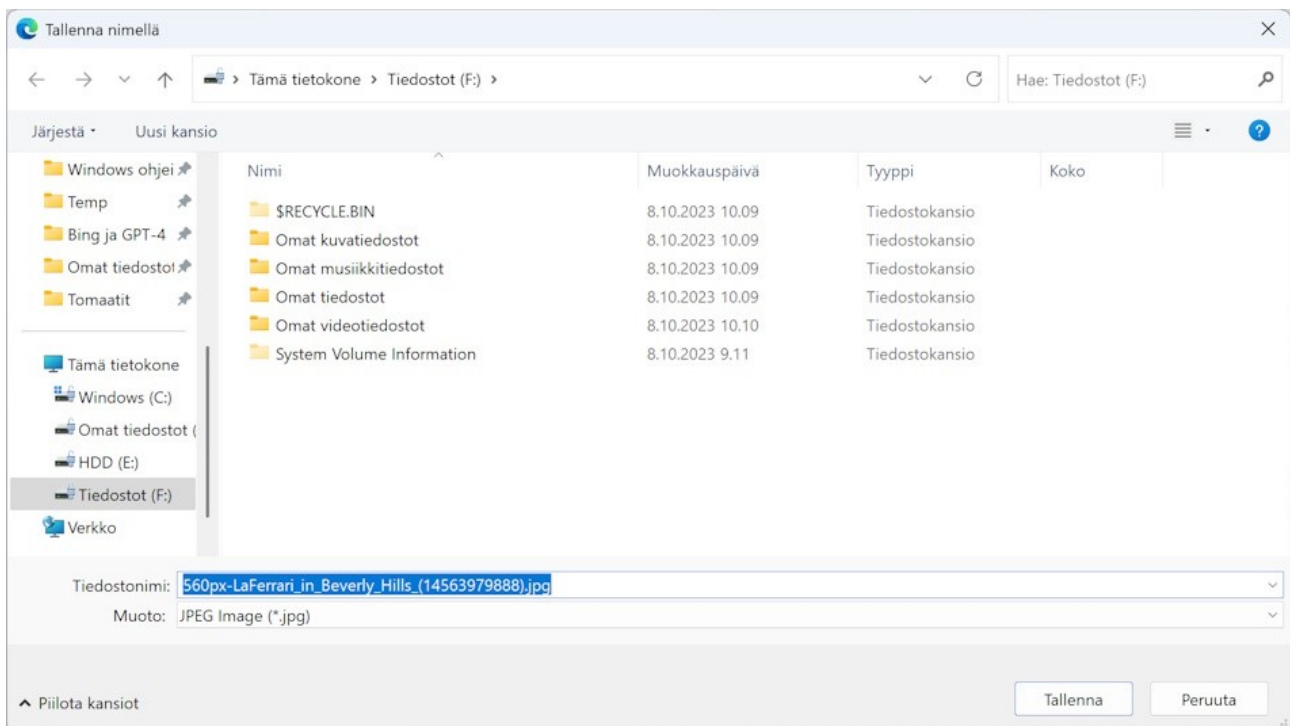 Tallenna nimellä
Tämä tietokone > Tiedostot (F:) >
Hae: Tiedostot (F:)
Järjestä Uusi kansio
Windows ohjei
Temp
Bing ja GPT-4
Omat tiedostot
Tomaatit
Tämä tietokone
Windows (C:)
Omat tiedostot (
HDD (E:)
Tiedostot (F:)
Verkko
Nimi Muokkauspäivä Tyyppi Koko
$RECYCLE.BIN 8.10.2023 10.09 Tiedostokansio
Omat kuvatiedostot 8.10.2023 10.09 Tiedostokansio
Omat musiikkitiedostot 8.10.2023 10.09 Tiedostokansio
Omat tiedostot 8.10.2023 10.09 Tiedostokansio
Omat videotiedostot 8.10.2023 10.10 Tiedostokansio
System Volume Information 8.10.2023 9.11 Tiedostokansio
Tiedostonimi: 560px-LaFerrari_in_Beverly_Hills_(14563979888).jpg
Muoto: JPEG Image (*.jpg)
Piilota kansiot
Tallenna Peruuta